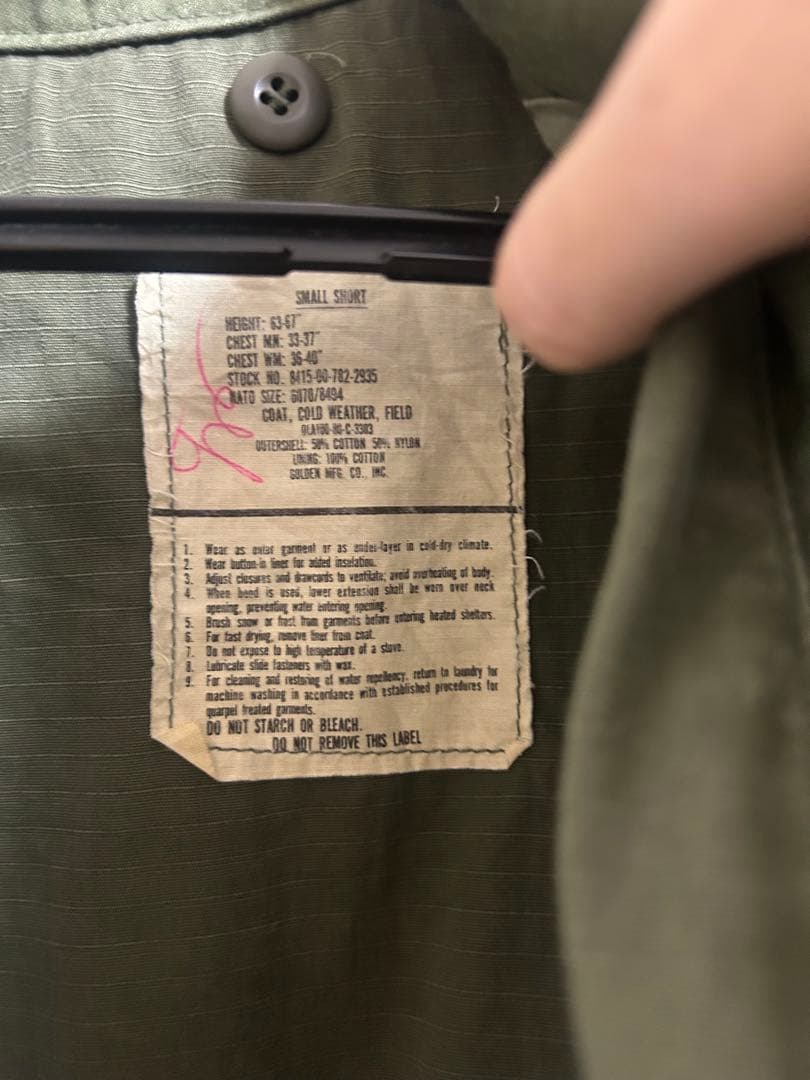 SMALL SHORT
HEIGHT: 63-67"
CHEST MN: 33-37"
CHEST WM: 36-40"
STOCK NO. 8415-00-782-2935
NATO SIZE: 6070/8494
COAT, COLD WEATHER, FIELD
DLA100-80-C-3303
OUTERSHELL: 50% COTTON 50% NYLON
LINING: 100% COTTON
GOLDEN MFG. CO., INC.
1. Wear as outer garment or as under-layer in cold-dry climate.
2. Wear button-in liner for added insulation.
3. Adjust closures and drawcords to ventilate; avoid overheating of body.
4. When hood is used, lower extension shall be worn over neck
opening, preventing water entering opening.
5. Brush snow or frost from garments before entering heated shelters.
6. For fast drying, remove liner from coat.
7. Do not expose to high temperature of a stove.
8. Lubricate slide fasteners with wax.
9. For cleaning and restoring of water repellency, return to laundry for
machine washing in accordance with established procedures for
quarpel treated garments.
DO NOT STARCH OR BLEACH.
DO NOT REMOVE THIS LABEL